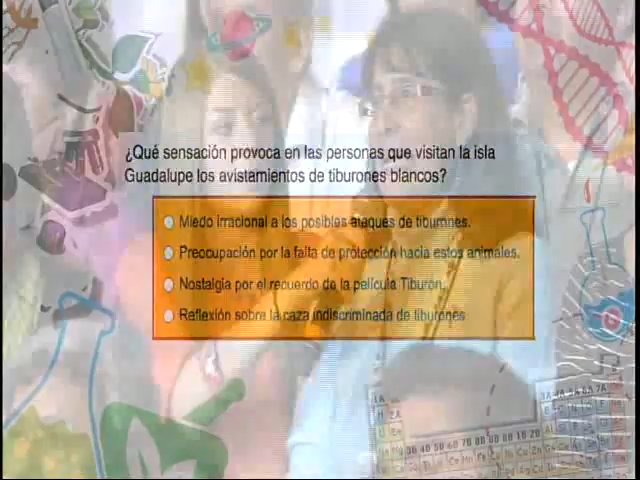 ¿Qué sensación provoca en las personas que visitan la isla
Guadalupe los avistamientos de tiburones blancos?
Miedo irracional a los posibles ataques de tiburones.
Preocupación por la falta de protección hacia estos animales.
Nostalgia por el recuerdo de la película Tiburón.
Reflexión sobre la caza indiscriminada de tiburones